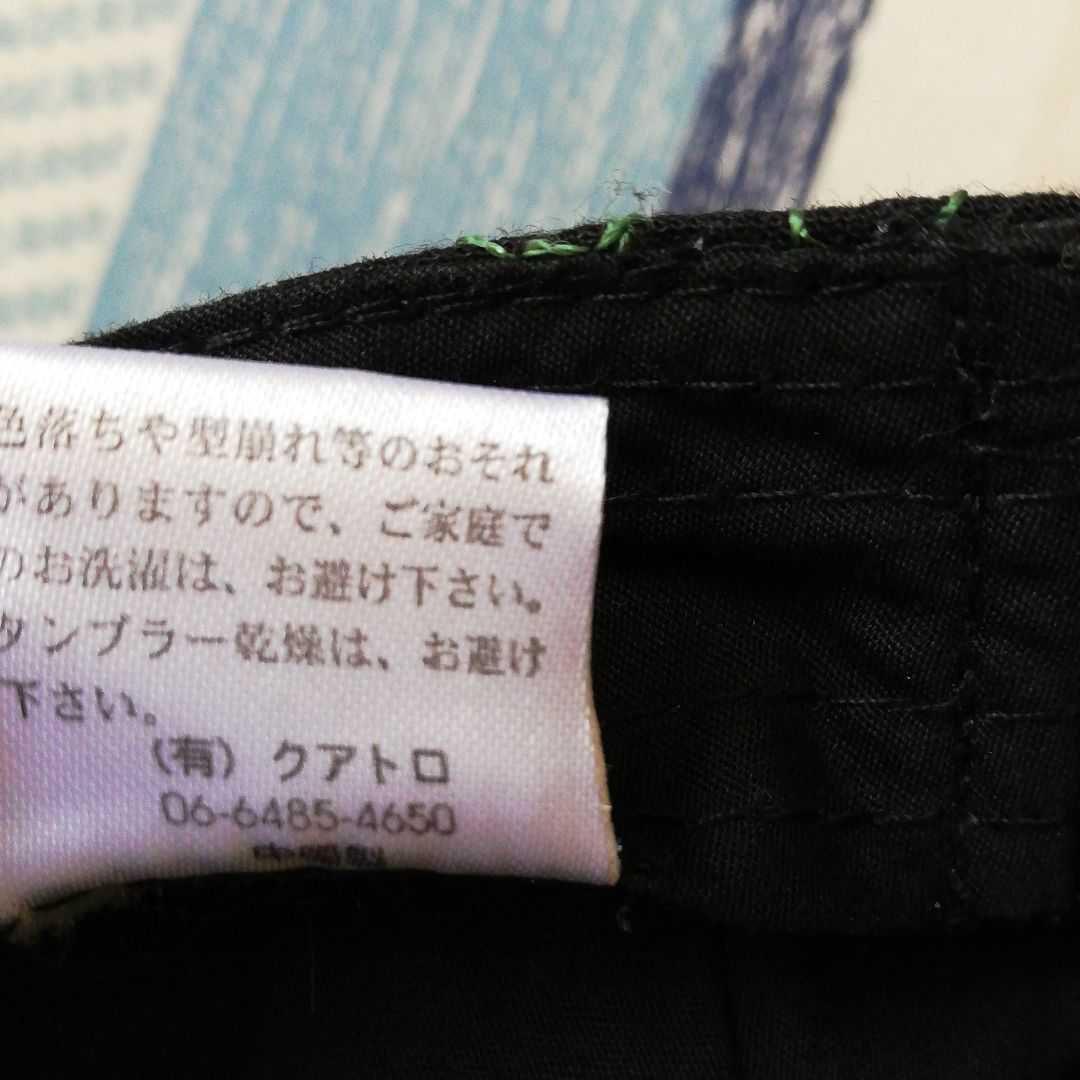 色落ちや型崩れ等のおそれ
がありますので、ご家庭で
のお洗濯は、お避け下さい。
タンブラー乾燥は、お避け
下さい。
(有) クアトロ
06-6485-4650